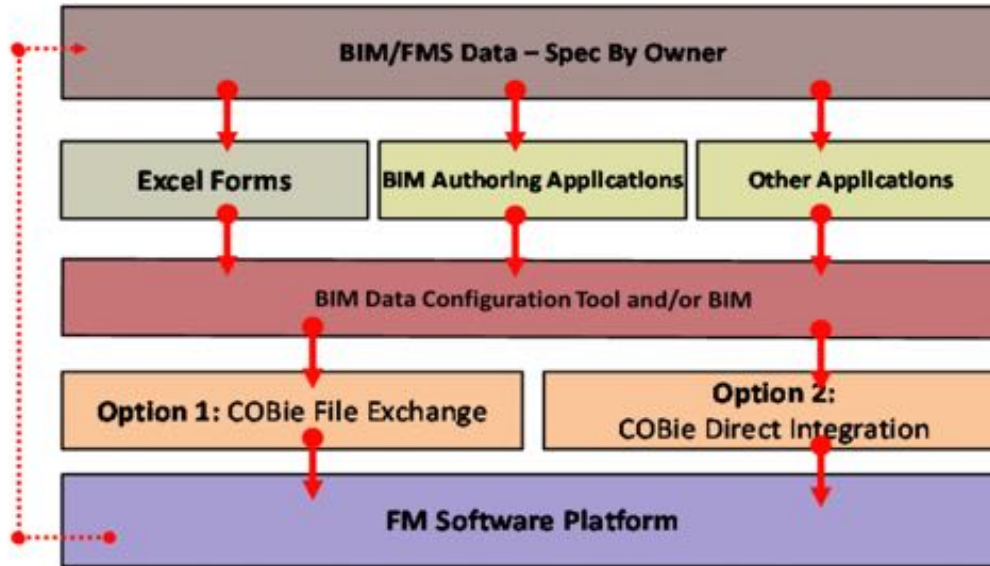 BIM/FMS Data – Spec By Owner
Excel Forms
BIM Authoring Applications
Other Applications
BIM Data Configuration Tool and/or BIM
Option 1: COBie File Exchange
Option 2:
COBie Direct Integration
FM Software Platform